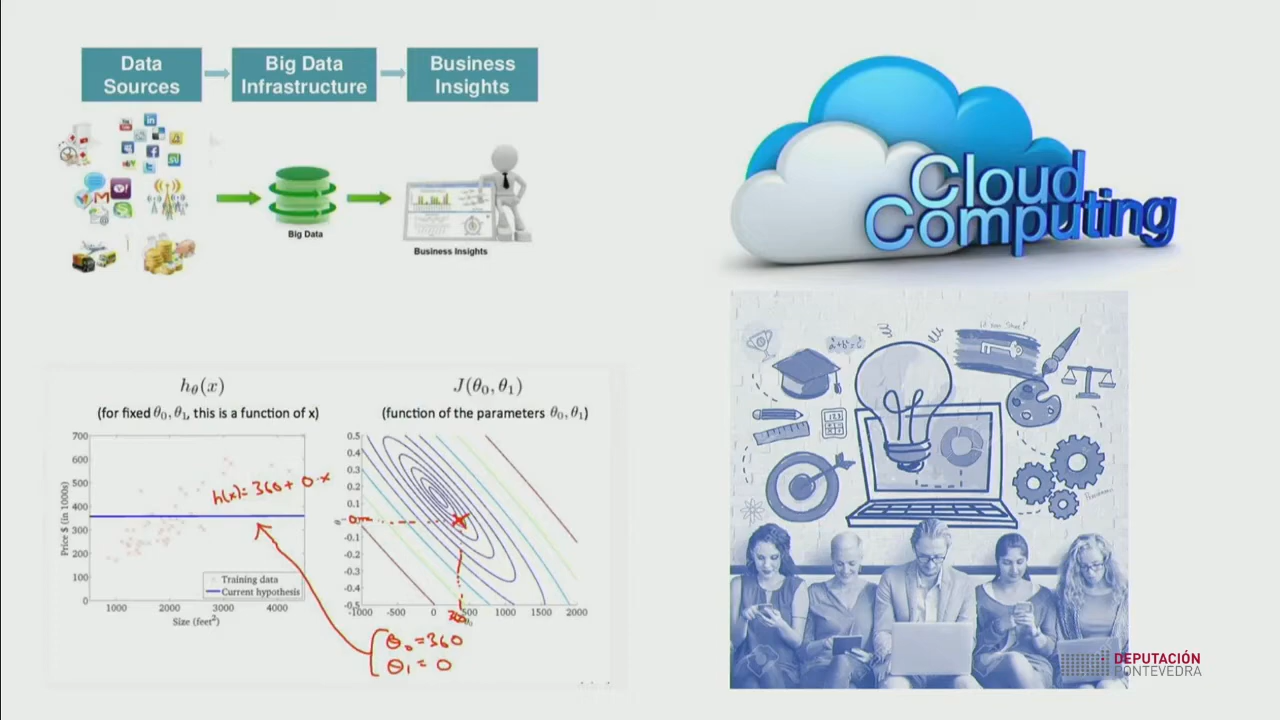 Data
Sources
Big Data
Infrastructure
Business
Insights
Big Data
Business Insights
Cloud
Computing
hθ(x)
(for fixed θ0, θ1, this is a function of x)
J(θ0, θ1)
(function of the parameters θ0, θ1)
700
600
500
400
300
200
100
0
Price $ (in 1000s)
1000
2000
3000
4000
Size (feet²)
Training data
Current hypothesis
h(x) = 360 + 0·x
0.5
0.4
0.3
0.2
0.1
-0.1
-0.2
-0.3
-0.4
-0.5
-1000
-500
0
500
1000
1500
2000
θ0 = 360
θ1 = 0
123
DEPUTACIÓN
PONTEVEDRA